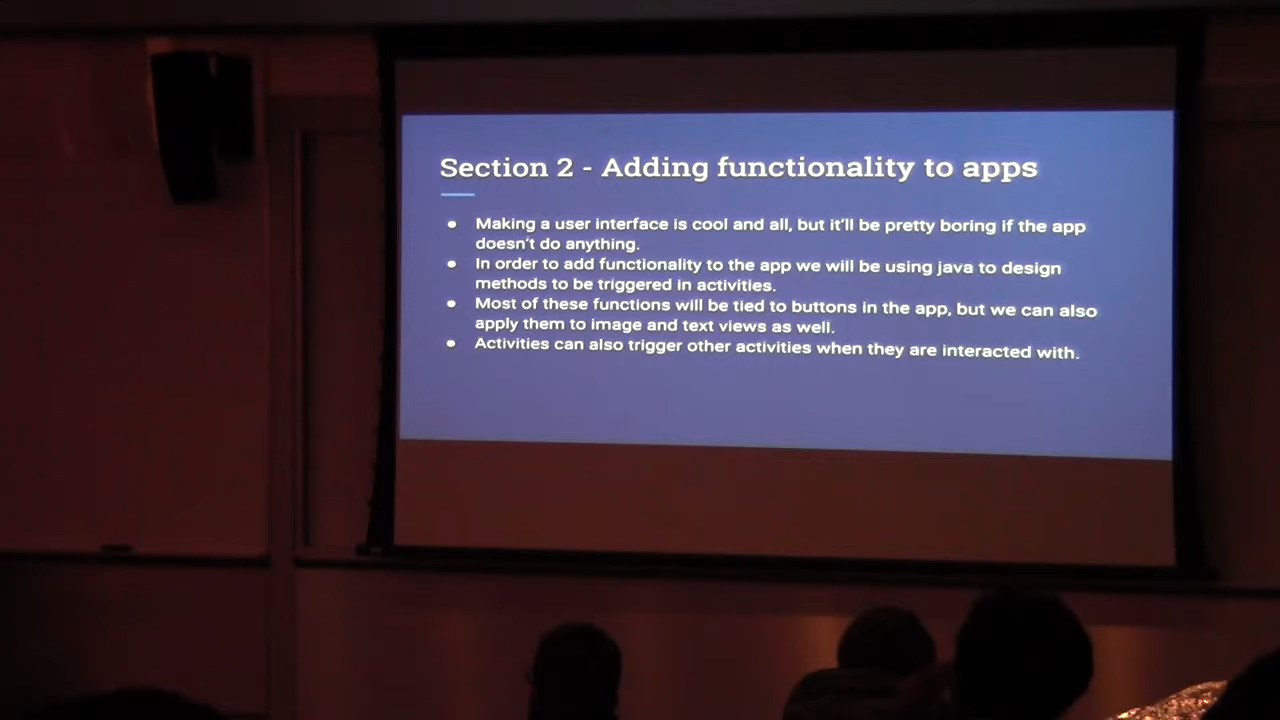 Section 2 - Adding functionality to apps
● Making a user interface is cool and all, but it'll be pretty boring if the app
doesn't do anything.
● In order to add functionality to the app we will be using java to design
methods to be triggered in activities.
● Most of these functions will be tied to buttons in the app, but we can also
apply them to image and text views as well.
● Activities can also trigger other activities when they are interacted with.